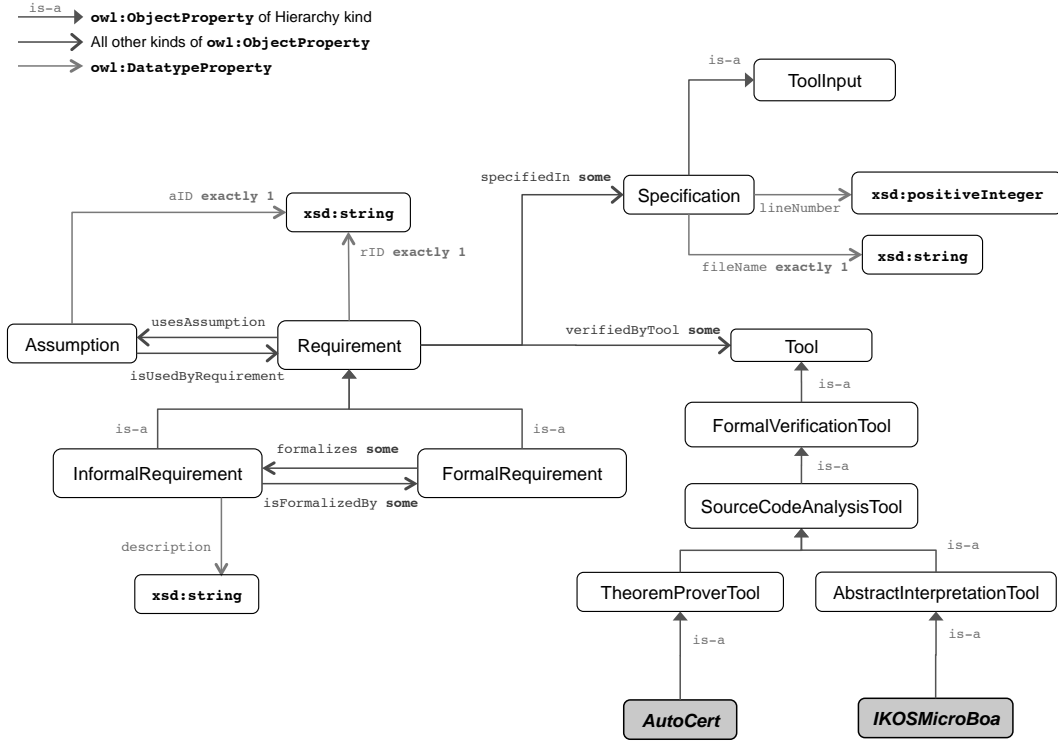 is-a
owl:ObjectProperty of Hierarchy kind
All other kinds of owl:ObjectProperty
owl:DatatypeProperty
is-a
ToolInput
specifiedIn some
Specification
lineNumber
xsd:positiveInteger
fileName exactly 1
xsd:string
aID exactly 1
xsd:string
rID exactly 1
Assumption
usesAssumption
isUsedByRequirement
Requirement
verifiedByTool some
Tool
is-a
is-a
is-a
FormalVerificationTool
InformalRequirement
formalizes some
isFormalizedBy some
FormalRequirement
is-a
SourceCodeAnalysisTool
description
xsd:string
is-a
TheoremProverTool
AbstractInterpretationTool
is-a
is-a
AutoCert
IKOSMicroBoa